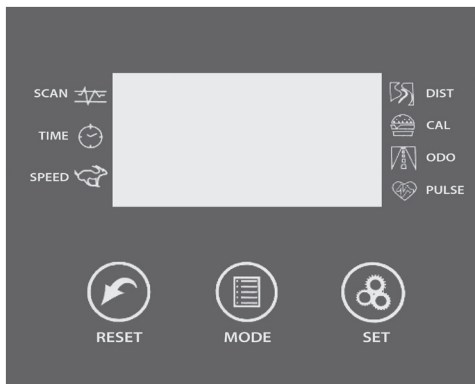 SCAN
TIME
SPEED
DIST
CAL
ODO
PULSE
RESET
MODE
SET